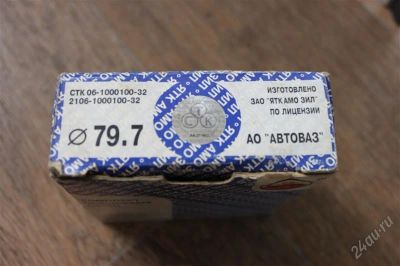 СТК 06-1000100-32
2106-1000100-32
⌀ 79.7
СТК
ИЗГОТОВЛЕНО
ЗАО "ЯТК АМО ЗИЛ"
ПО ЛИЦЕНЗИИ
АО "АВТОВАЗ"
24au.ru